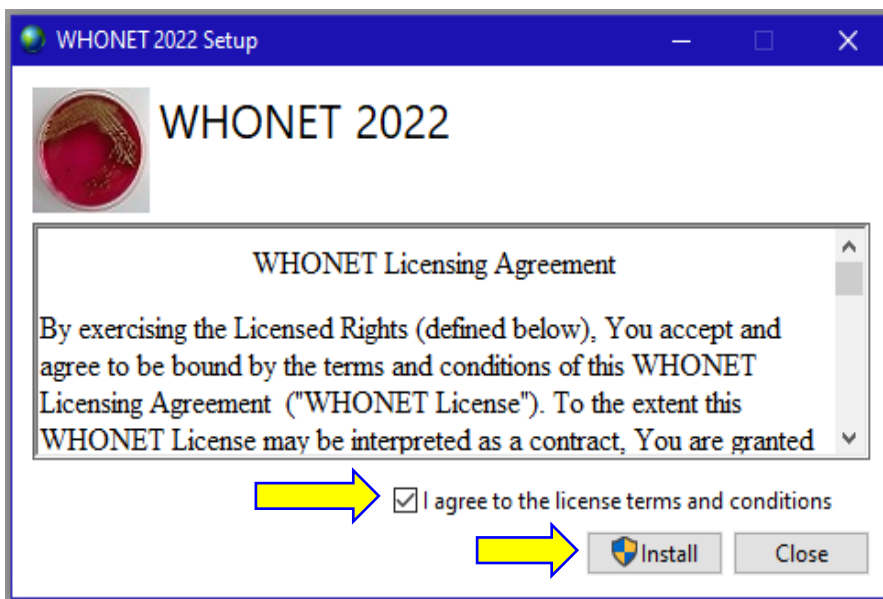 WHONET 2022 Setup
WHONET 2022
WHONET Licensing Agreement
By exercising the Licensed Rights (defined below), You accept and
agree to be bound by the terms and conditions of this WHONET
Licensing Agreement ("WHONET License"). To the extent this
WHONET License may be interpreted as a contract, You are granted
I agree to the license terms and conditions
Install Close